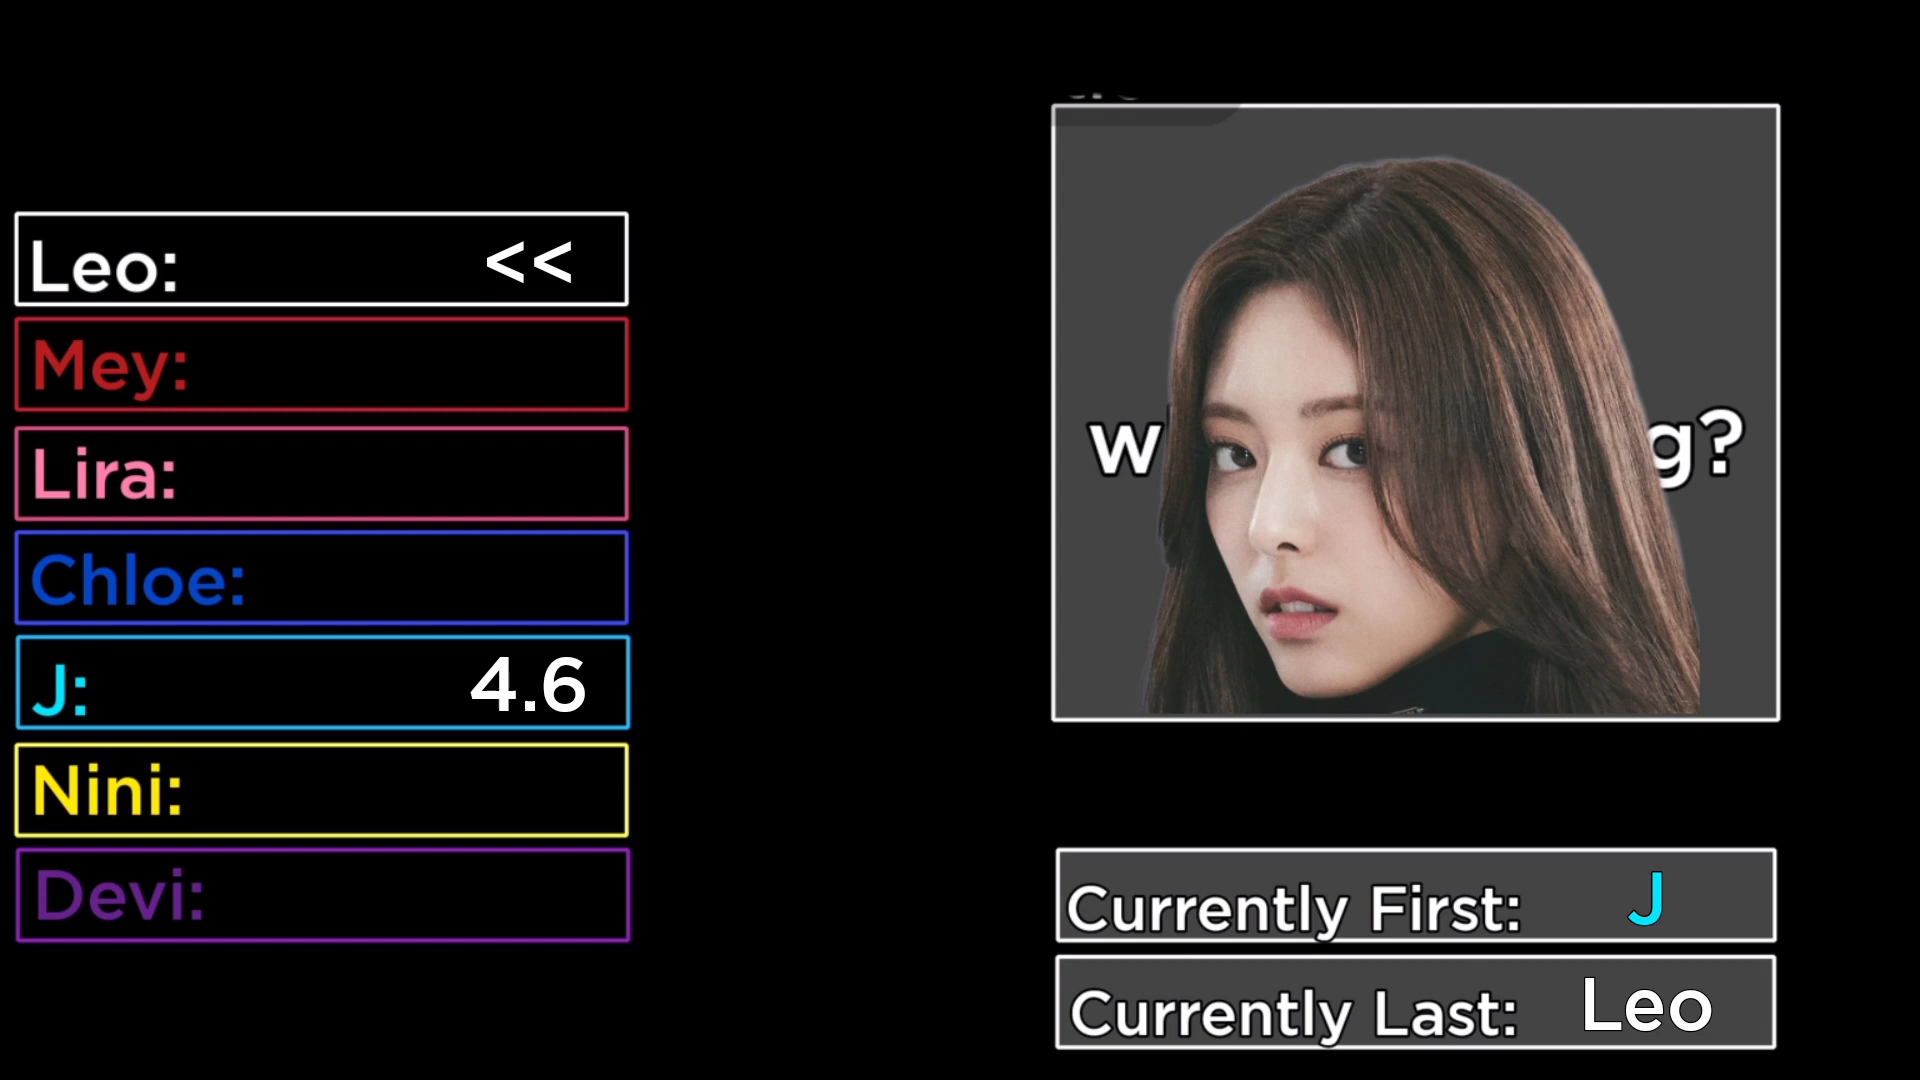 Leo: <<
Mey:
Lira:
Chloe:
J: 4.6
Nini:
Devi:
w g?
Currently First: J
Currently Last: Leo